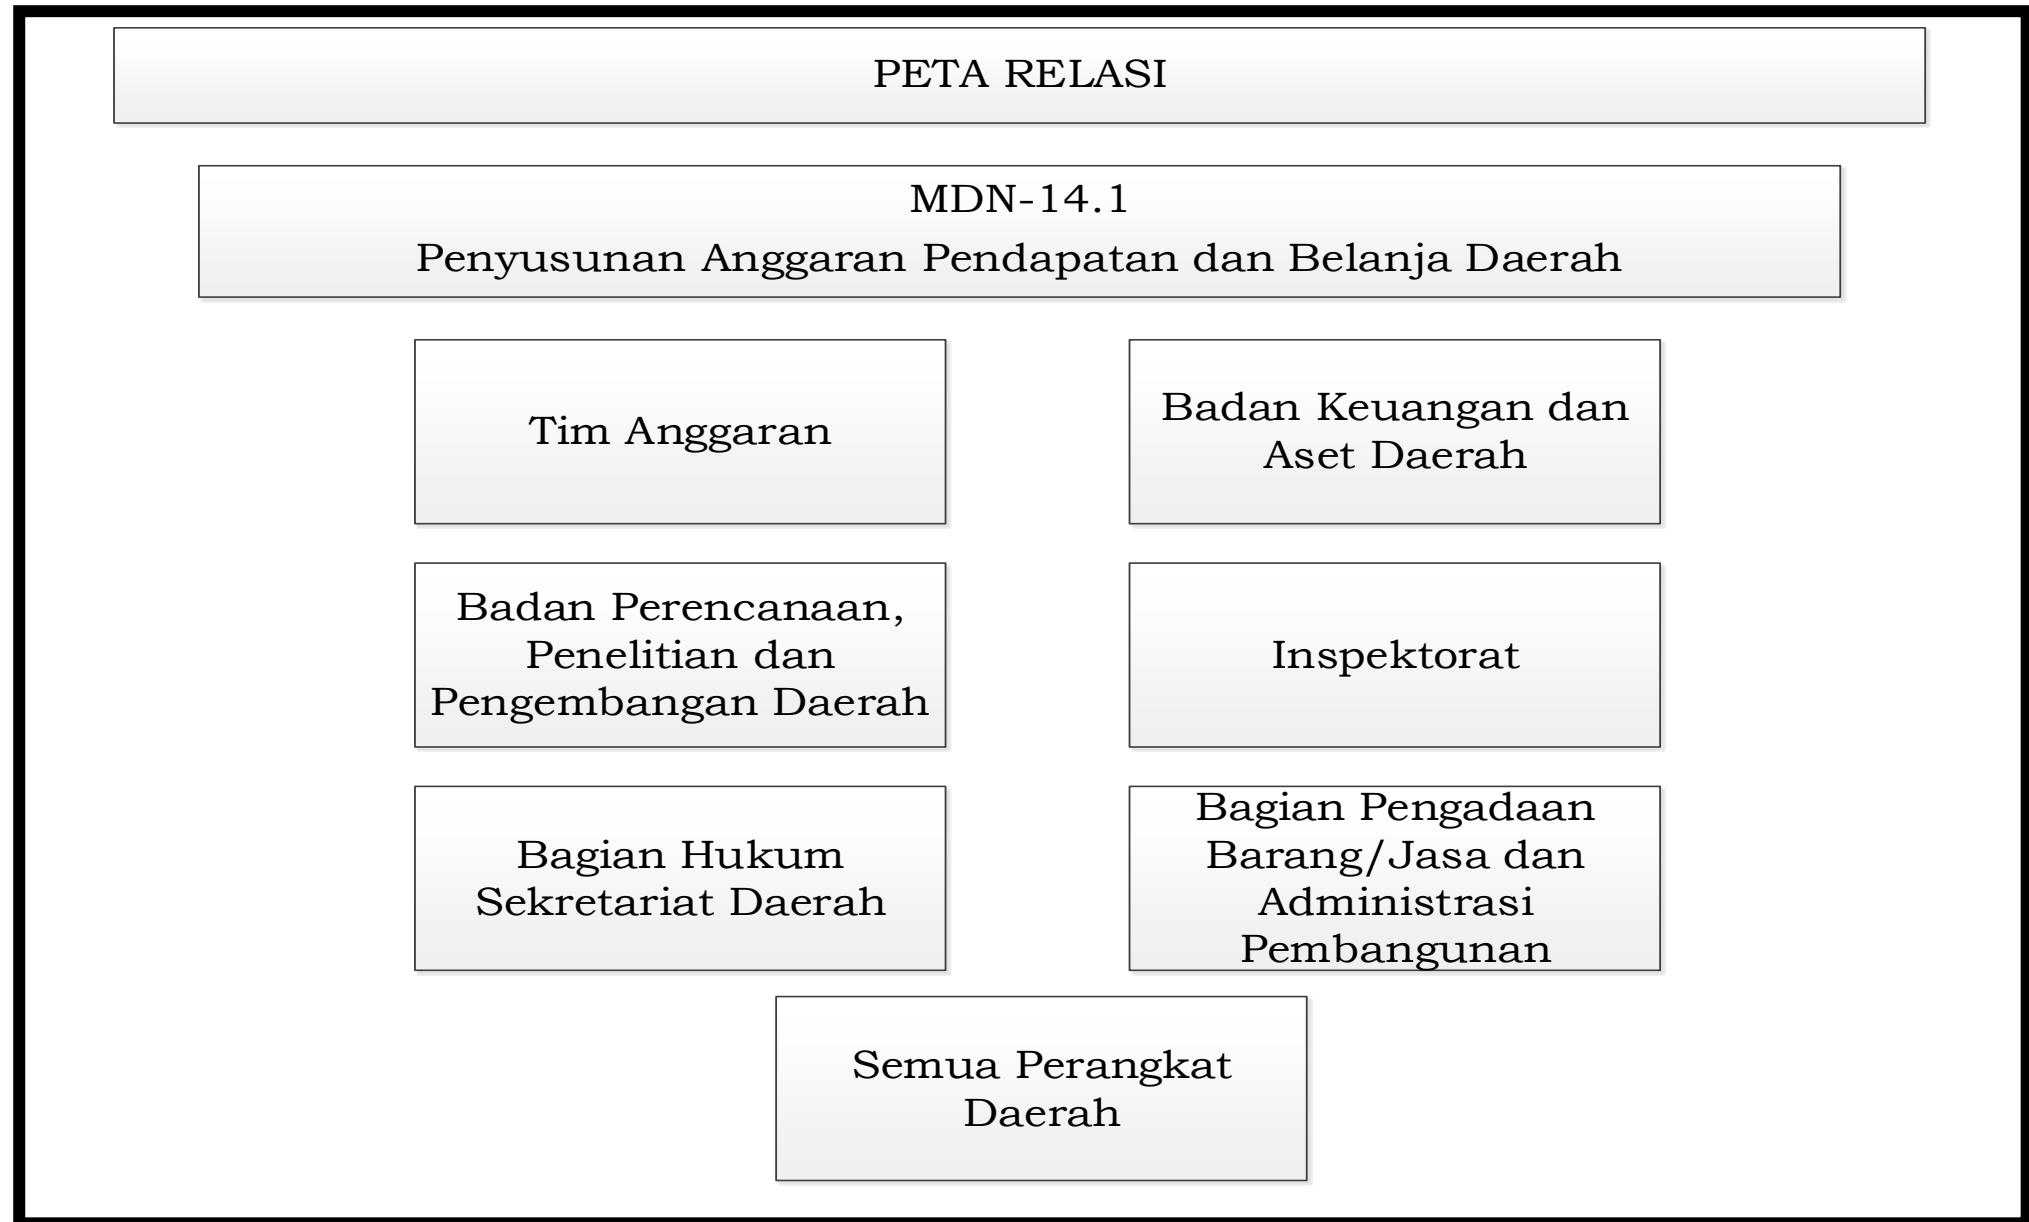 PETA RELASI
MDN-14.1
Penyusunan Anggaran Pendapatan dan Belanja Daerah
Tim Anggaran
Badan Keuangan dan
Aset Daerah
Badan Perencanaan,
Penelitian dan
Pengembangan Daerah
Inspektorat
Bagian Hukum
Sekretariat Daerah
Bagian Pengadaan
Barang/Jasa dan
Administrasi
Pembangunan
Semua Perangkat
Daerah